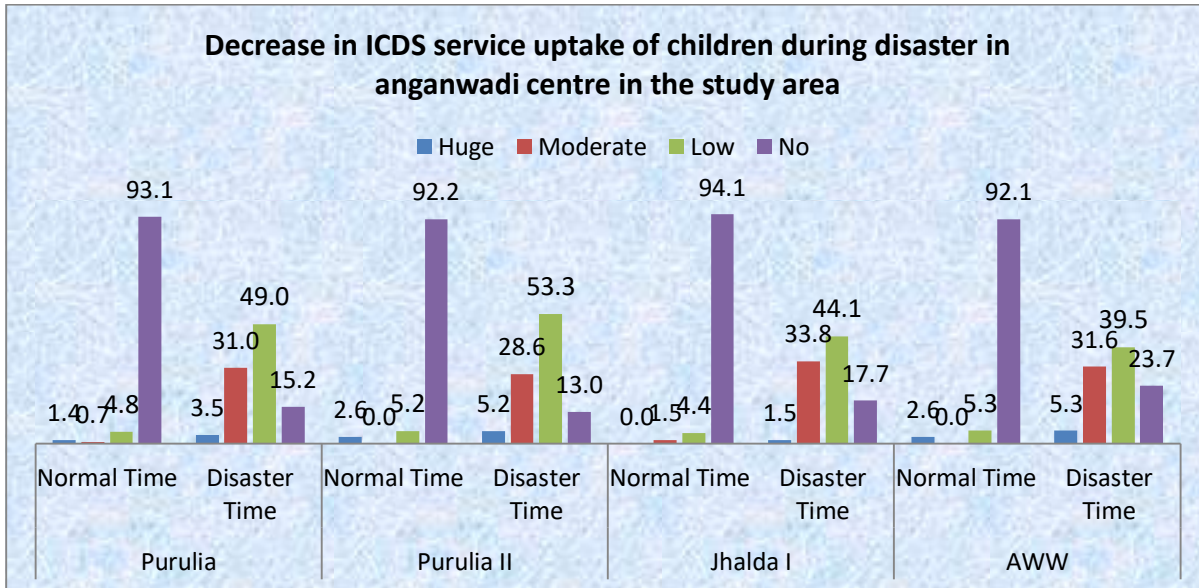 Decrease in ICDS service uptake of children during disaster in
anganwadi centre in the study area
Huge Moderate Low No
93.1 92.2 94.1 92.1
1.4 0.7 4.8 3.5 31.0 49.0 15.2 2.6 0.0 5.2 5.2 28.6 53.3 13.0 0.0 1.5 4.4 1.5 33.8 44.1 17.7 2.6 0.0 5.3 5.3 31.6 39.5 23.7
Normal Time Disaster Normal Time Disaster Normal Time Disaster Normal Time Disaster
Time Time Time Time
Purulia Purulia II Jhalda I AWW